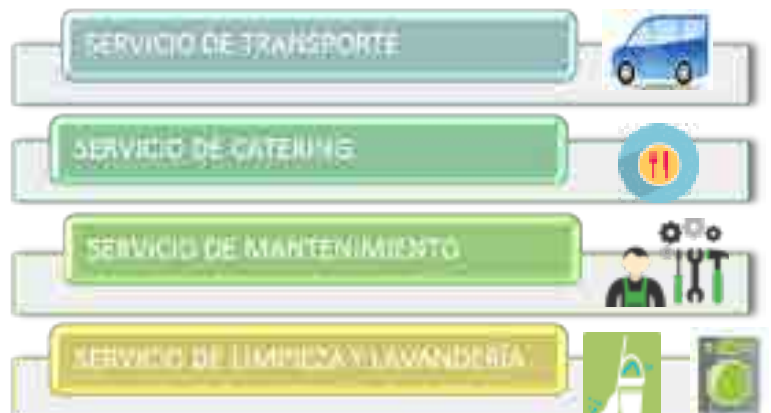 SERVICIO DE TRANSPORTE
SERVICIO DE CATERING
SERVICIO DE MANTENIMIENTO
SERVICIO DE LIMPIEZA Y LAVANDERÍA